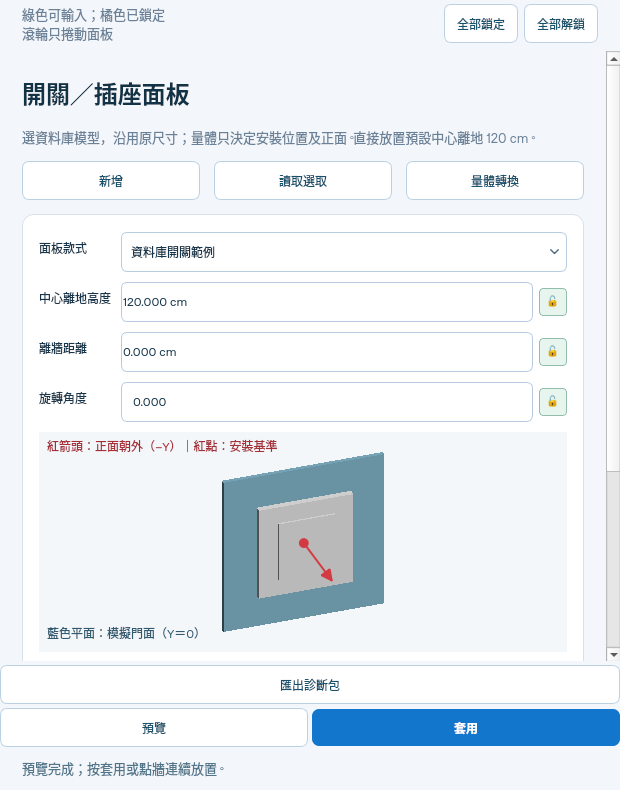 綠色可輸入；橘色已鎖定
滾輪只捲動面板
全部鎖定
全部解鎖
開關／插座面板
選資料庫模型，沿用原尺寸；量體只決定安裝位置及正面。直接放置預設中心離地 120 cm。
新增
讀取選取
量體轉換
面板款式
資料庫開關範例
中心離地高度
120.000 cm
離牆距離
0.000 cm
旋轉角度
0.000
紅箭頭：正面朝外（-Y）｜紅點：安裝基準
藍色平面：模擬門面（Y＝0）
匯出診斷包
預覽
套用
預覽完成；按套用或點牆連續放置。